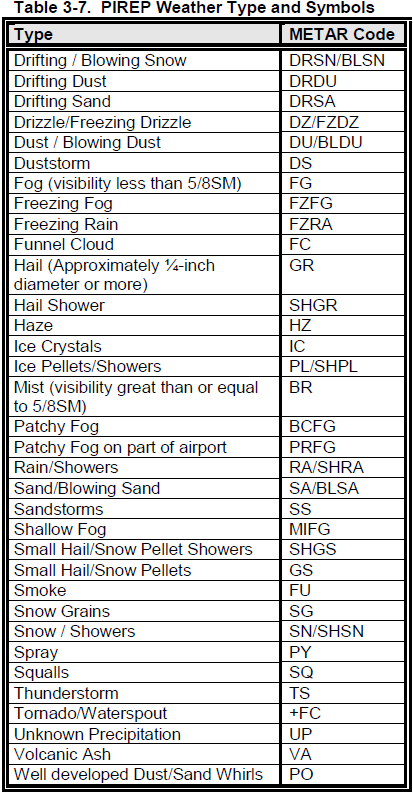 Table 3-7.  PIREP Weather Type and Symbols
Type METAR Code
Drifting / Blowing Snow DRSN/BLSN
Drifting Dust DRDU
Drifting Sand DRSA
Drizzle/Freezing Drizzle DZ/FZDZ
Dust / Blowing Dust DU/BLDU
Duststorm DS
Fog (visibility less than 5/8SM) FG
Freezing Fog FZFG
Freezing Rain FZRA
Funnel Cloud FC
Hail (Approximately ¼-inch GR
diameter or more)
Hail Shower SHGR
Haze HZ
Ice Crystals IC
Ice Pellets/Showers PL/SHPL
Mist (visibility great than or equal BR
to 5/8SM)
Patchy Fog BCFG
Patchy Fog on part of airport PRFG
Rain/Showers RA/SHRA
Sand/Blowing Sand SA/BLSA
Sandstorms SS
Shallow Fog MIFG
Small Hail/Snow Pellet Showers SHGS
Small Hail/Snow Pellets GS
Smoke FU
Snow Grains SG
Snow / Showers SN/SHSN
Spray PY
Squalls SQ
Thunderstorm TS
Tornado/Waterspout +FC
Unknown Precipitation UP
Volcanic Ash VA
Well developed Dust/Sand Whirls PO